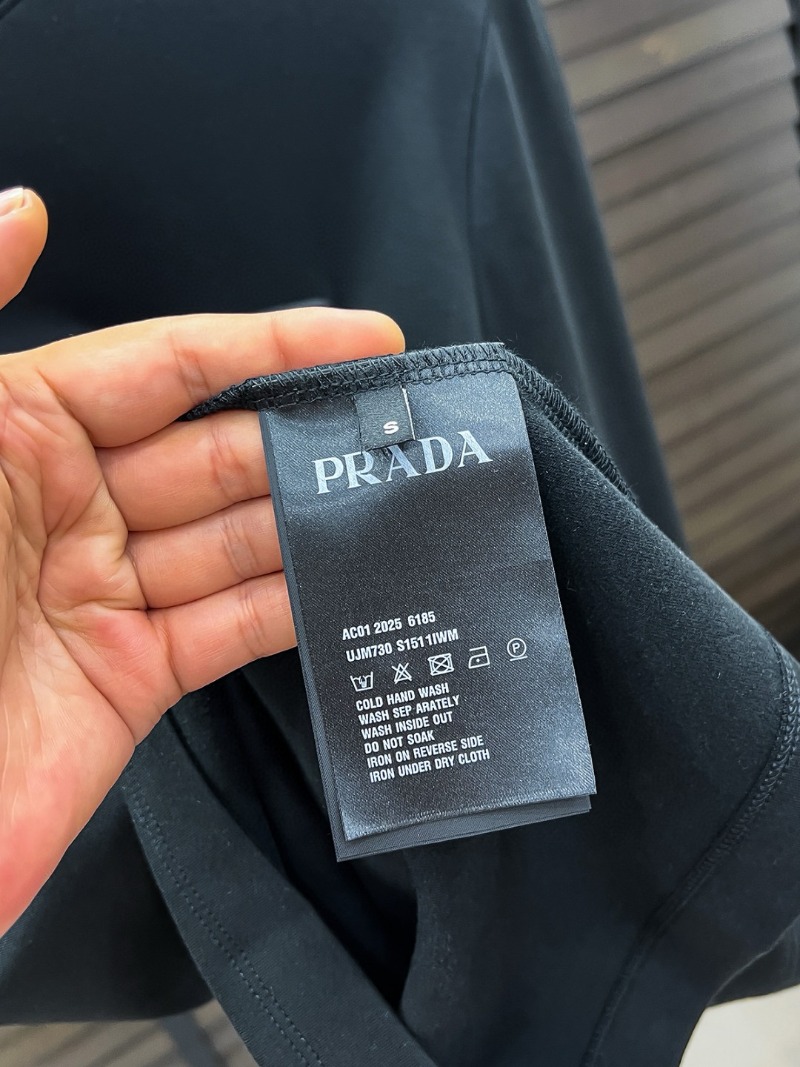 S
PRADA
AC01 2025 6185
UJM730 S151 1IWM
P
COLD HAND WASH
WASH SEP ARATELY
WASH INSIDE OUT
DO NOT SOAK
IRON ON REVERSE SIDE
IRON UNDER DRY CLOTH